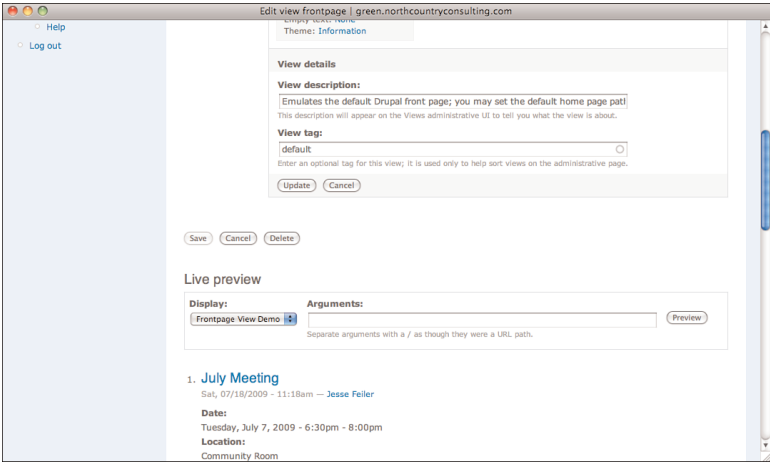 Edit view frontpage | green.northcountryconsulting.com
Help
Log out
Empty text: None
Theme: Information
View details
View description:
Emulates the default Drupal front page; you may set the default home page path
This description will appear on the Views administrative UI to tell you what the view is about.
View tag:
default
Enter an optional tag for this view; it is used only to help sort views on the administrative page.
Update Cancel
Save Cancel Delete
Live preview
Display: Arguments:
Frontpage View Demo Preview
Separate arguments with a / as though they were a URL path.
1. July Meeting
Sat, 07/18/2009 - 11:18am — Jesse Feiler
Date:
Tuesday, July 7, 2009 - 6:30pm - 8:00pm
Location:
Community Room